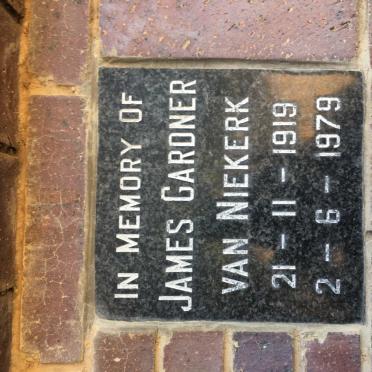 IN MEMORY OF
JAMES GARDNER
VAN NIEKERK
21 - 11 - 1919
2 - 6 - 1979